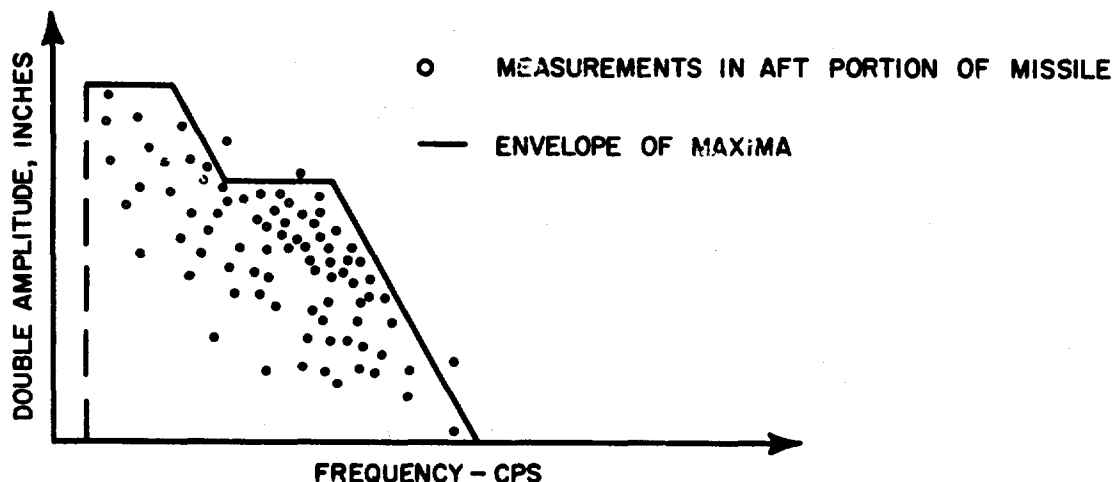 MEASUREMENTS IN AFT PORTION OF MISSILE
ENVELOPE OF MAXIMA
DOUBLE AMPLITUDE, INCHES
FREQUENCY - CPS